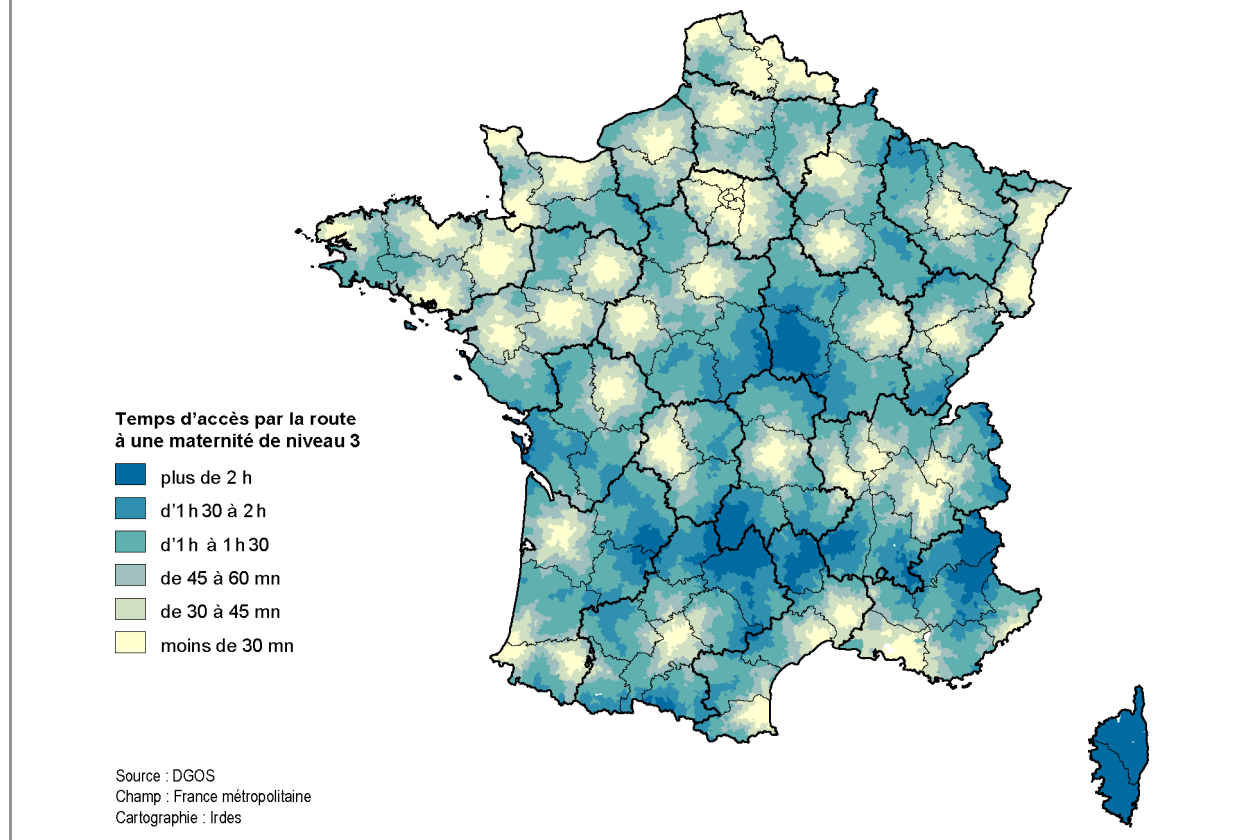 Temps d’accès par la route
à une maternité de niveau 3
plus de 2 h
d’1 h 30 à 2 h
d’1 h à 1 h 30
de 45 à 60 mn
de 30 à 45 mn
moins de 30 mn
Source : DGOS
Champ : France métropolitaine
Cartographie : Irdes